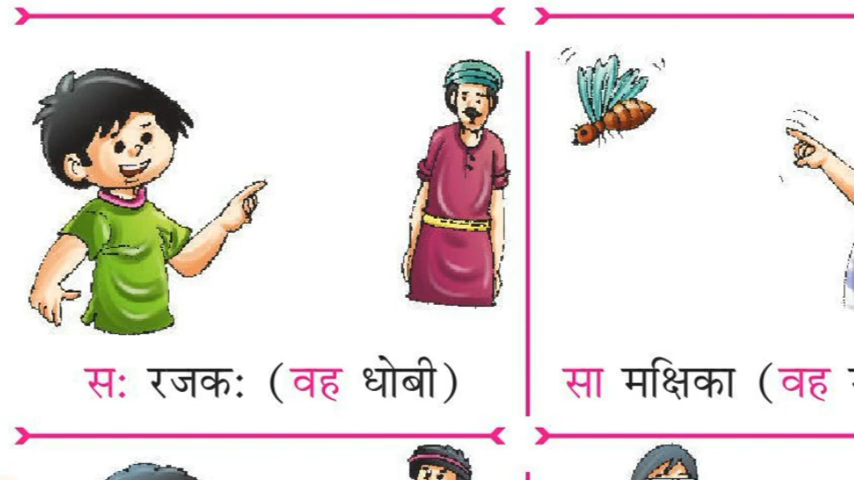 सः रजकः (वह धोबी)
सा मक्षिका (वह